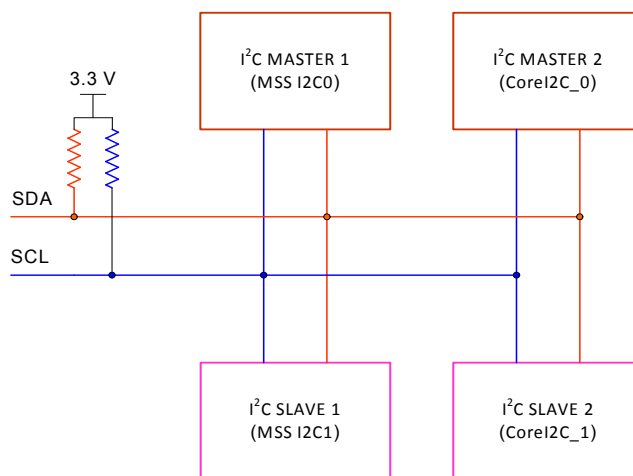 I²C MASTER 1
(MSS I2C0)
I²C MASTER 2
(CoreI2C_0)
3.3 V
SDA
SCL
I²C SLAVE 1
(MSS I2C1)
I²C SLAVE 2
(CoreI2C_1)